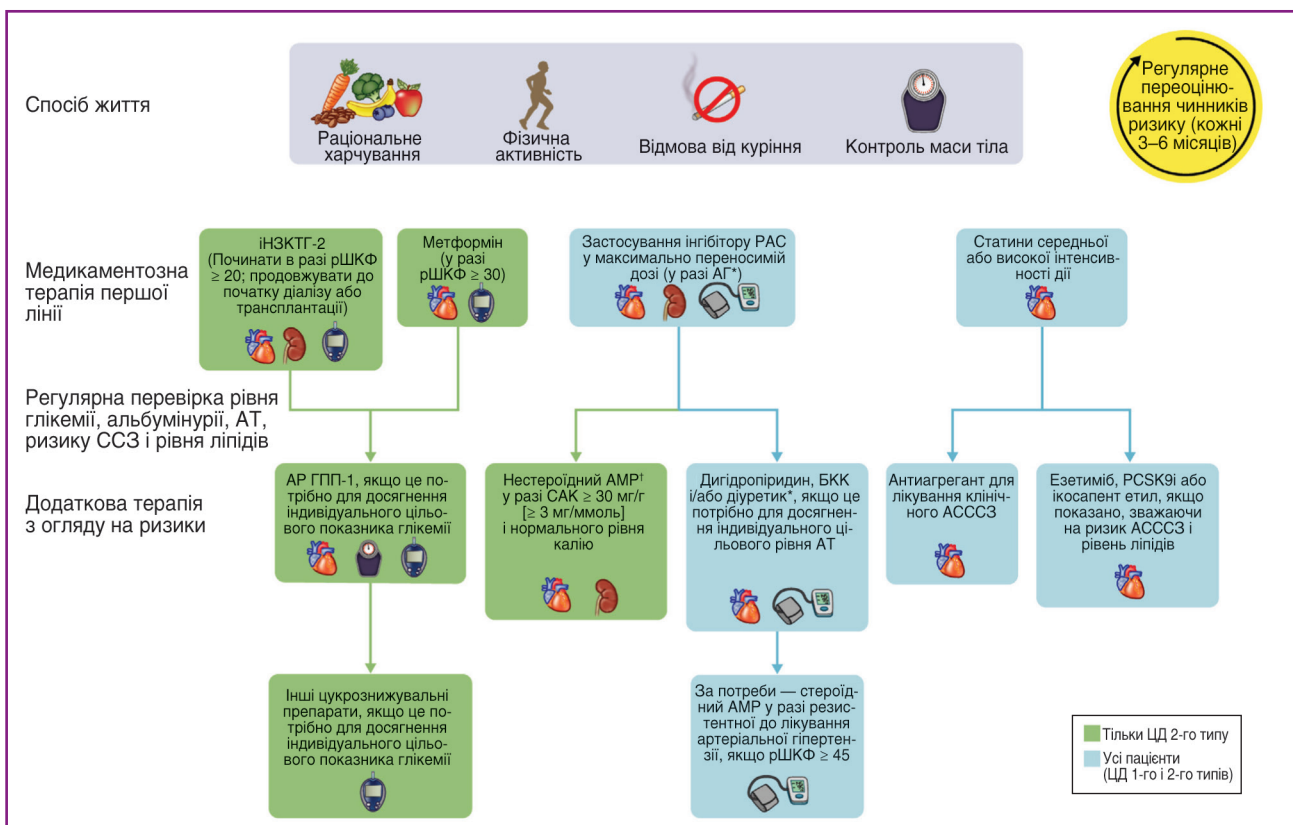 Спосіб життя
Раціональне
харчування
Фізична
активність
Відмова від куріння
Контроль маси тіла
Регулярне
переоціню-
вання чинників
ризику (кожні
3–6 місяців)
Медикаментозна
терапія першої
лінії
іНЗКТГ-2
(Починати в разі рШКФ
≥ 20; продовжувати до
початку діалізу або
трансплантації)
Метформін
(у разі
рШКФ ≥ 30)
Застосування інгібітору РАС
у максимально переносимій
дозі (у разі АГ*)
Статини середньої
або високої інтенсив-
ності дії
Регулярна перевірка рівня
глікемії, альбумінурії, АТ,
ризику ССЗ і рівня ліпідів
Додаткова терапія
з огляду на ризики
АР ГПП-1, якщо це по-
трібно для досягнення
індивідуального цільо-
вого показника глікемії
Нестероїдний АМР†
у разі САК ≥ 30 мг/г
[≥ 3 мг/ммоль]
і нормального рівня
калію
Дигідропіридин, БКК
і/або діуретик*, якщо це
потрібно для досягнен-
ня індивідуального ці-
льового рівня АТ
Антиагрегант для
лікування клініч-
ного АСССЗ
Езетиміб, PCSK9i або
ікосапент етил, якщо
показано, зважаючи
на ризик АСССЗ і
рівень ліпідів
Інші цукрознижувальні
препарати, якщо це по-
трібно для досягнення
індивідуального цільо-
вого показника глікемії
За потреби — стероїд-
ний АМР у разі резис-
тентної до лікування
артеріальної гіпертен-
зії, якщо рШКФ ≥ 45
Тільки ЦД 2-го типу
Усі пацієнти
(ЦД 1-го і 2-го типів)